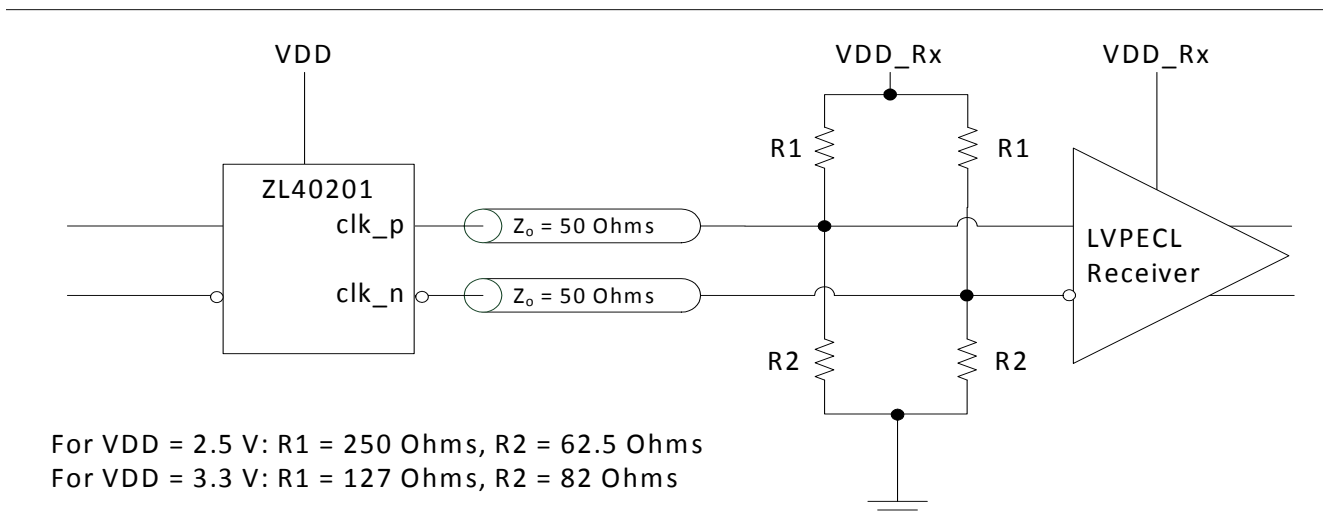 VDD
VDD_Rx
VDD_Rx
R1
R1
ZL40201
clk_p
Zo = 50 Ohms
LVPECL
Receiver
clk_n
Zo = 50 Ohms
R2
R2
For VDD = 2.5 V: R1 = 250 Ohms, R2 = 62.5 Ohms
For VDD = 3.3 V: R1 = 127 Ohms, R2 = 82 Ohms